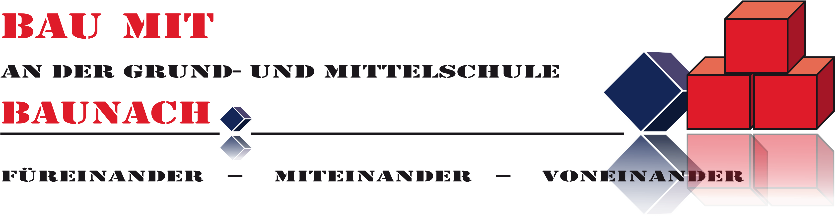 BAU MIT
AN DER GRUND- UND MITTELSCHULE
BAUNACH
FÜREINANDER – MITEINANDER – VONEINANDER